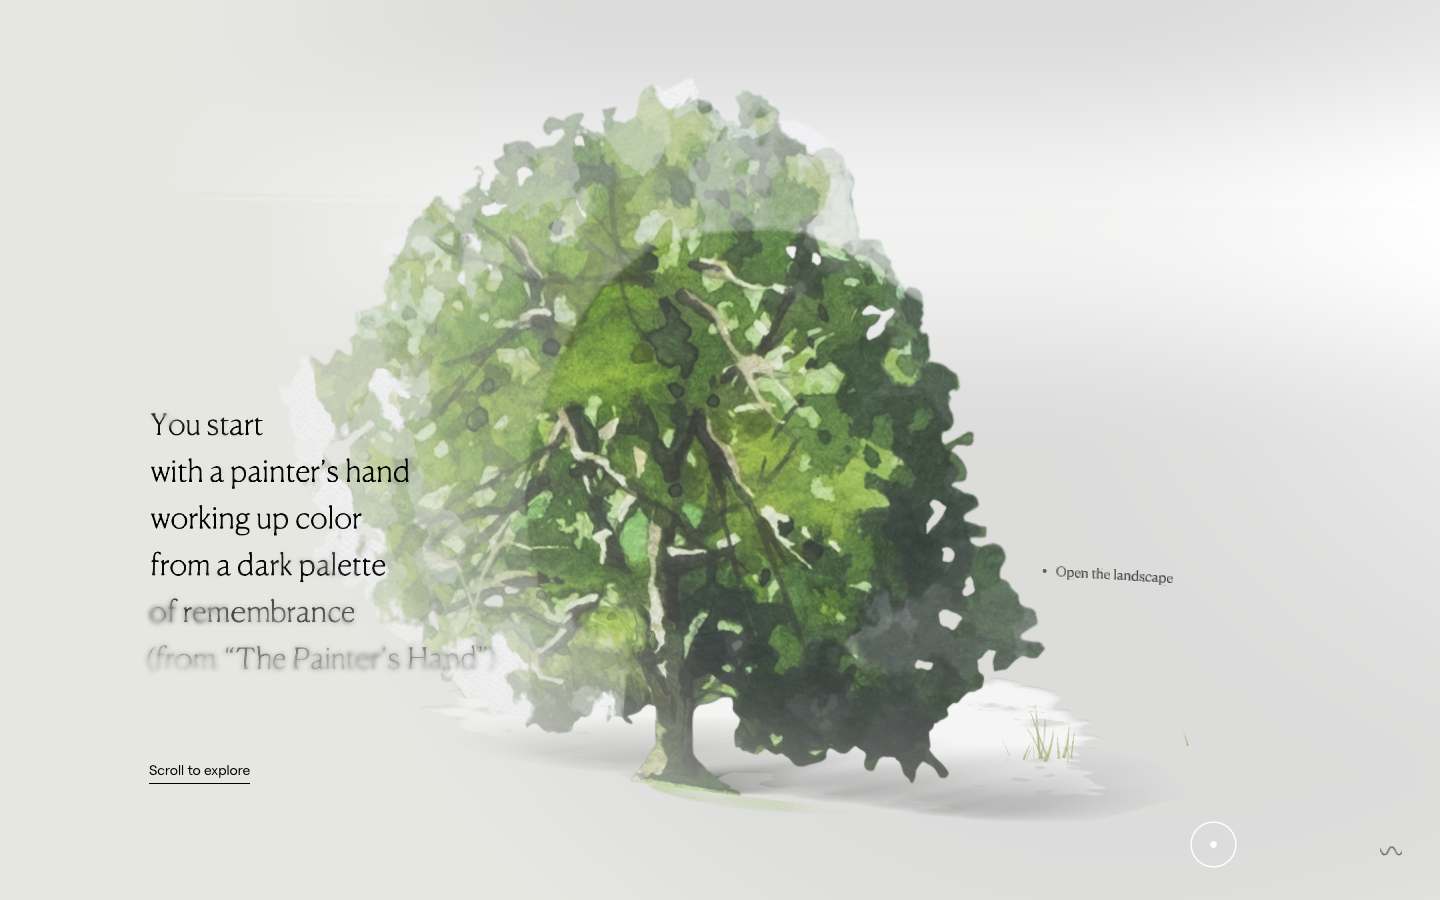 You start
with a painter’s hand
working up color
from a dark palette
of remembrance
(from “The Painter’s Hand”)
Open the landscape
Scroll to explore